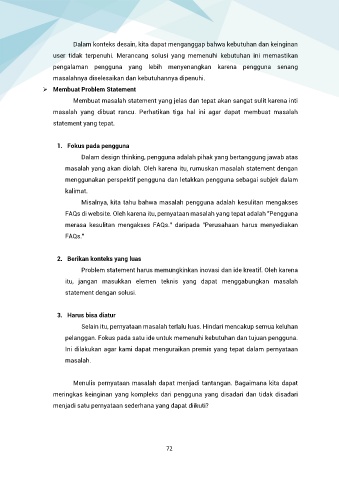 Dalam konteks desain, kita dapat menganggap bahwa kebutuhan dan keinginan
user tidak terpenuhi. Merancang solusi yang memenuhi kebutuhan ini memastikan
pengalaman pengguna yang lebih menyenangkan karena pengguna senang
masalahnya diselesaikan dan kebutuhannya dipenuhi.
➢ Membuat Problem Statement
Membuat masalah statement yang jelas dan tepat akan sangat sulit karena inti
masalah yang dibuat rancu. Perhatikan tiga hal ini agar dapat membuat masalah
statement yang tepat.
1. Fokus pada pengguna
Dalam design thinking, pengguna adalah pihak yang bertanggung jawab atas
masalah yang akan diolah. Oleh karena itu, rumuskan masalah statement dengan
menggunakan perspektif pengguna dan letakkan pengguna sebagai subjek dalam
kalimat.
Misalnya, kita tahu bahwa masalah pengguna adalah kesulitan mengakses
FAQs di website. Oleh karena itu, pernyataan masalah yang tepat adalah "Pengguna
merasa kesulitan mengakses FAQs." daripada "Perusahaan harus menyediakan
FAQs."
2. Berikan konteks yang luas
Problem statement harus memungkinkan inovasi dan ide kreatif. Oleh karena
itu, jangan masukkan elemen teknis yang dapat menggabungkan masalah
statement dengan solusi.
3. Harus bisa diatur
Selain itu, pernyataan masalah terlalu luas. Hindari mencakup semua keluhan
pelanggan. Fokus pada satu ide untuk memenuhi kebutuhan dan tujuan pengguna.
Ini dilakukan agar kami dapat menguraikan premis yang tepat dalam pernyataan
masalah.
Menulis pernyataan masalah dapat menjadi tantangan. Bagaimana kita dapat
meringkas keinginan yang kompleks dari pengguna yang disadari dan tidak disadari
menjadi satu pernyataan sederhana yang dapat diikuti?
72